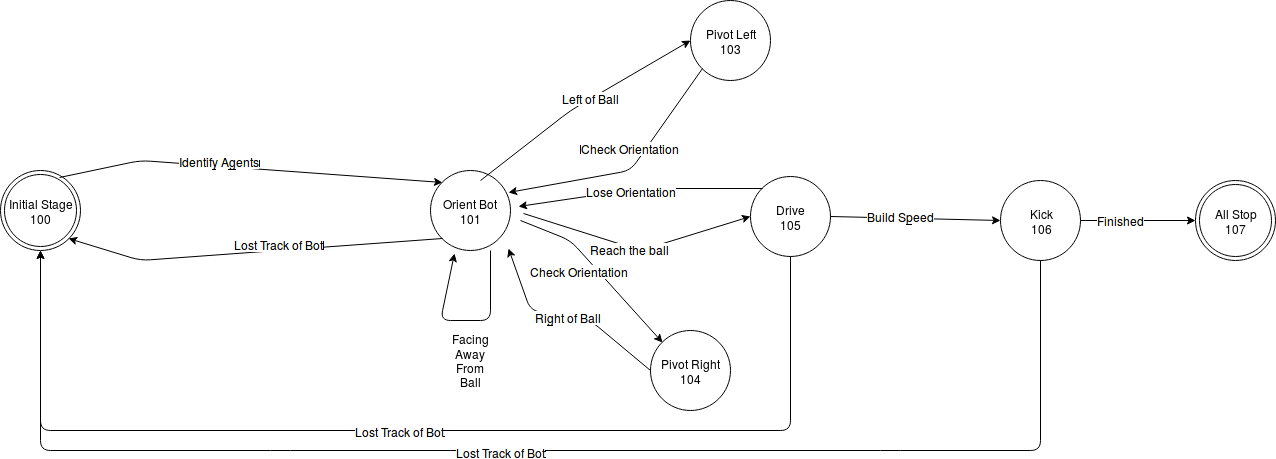 Pivot Left
103
Left of Ball
Check Orientation
Identify Agents
Lose Orientation
Initial Stage
100
Orient Bot
101
Drive
105
Build Speed
Kick
106
Finished
All Stop
107
Lost Track of Bot
Reach the ball
Check Orientation
Right of Ball
Facing
Away
From
Ball
Pivot Right
104
Lost Track of Bot
Lost Track of Bot